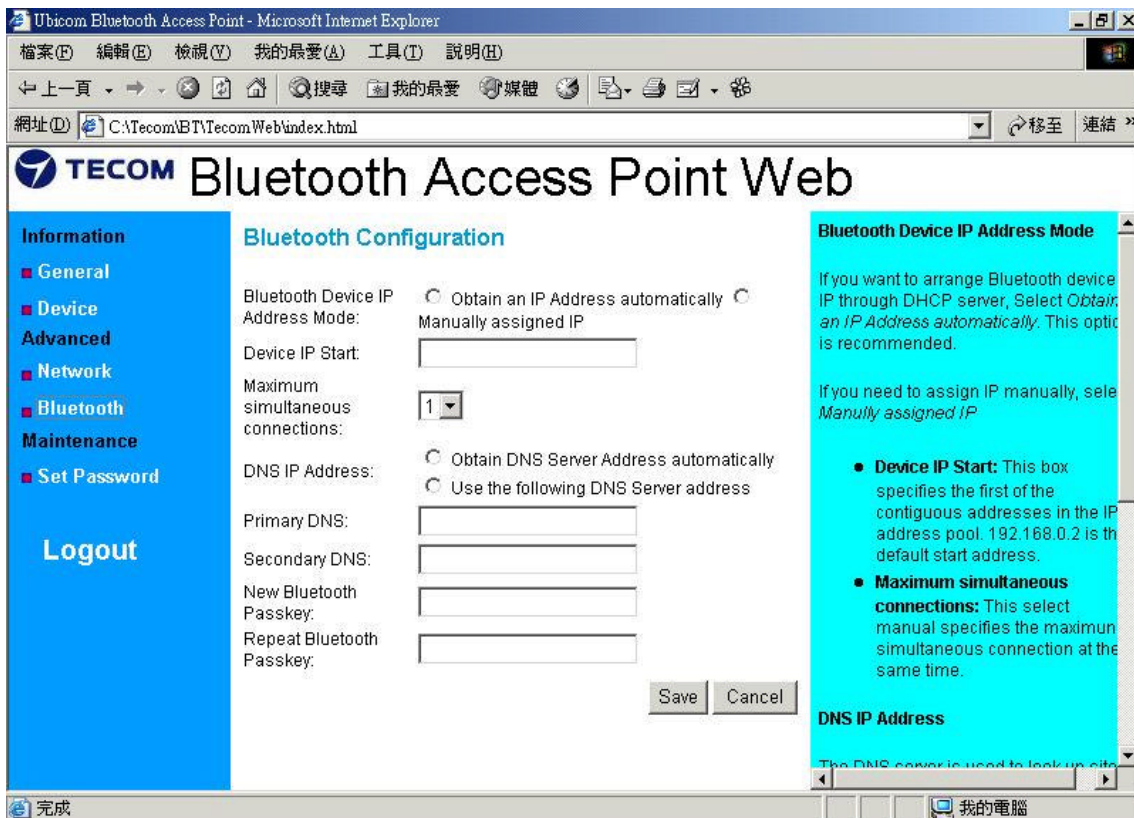 Ubicom Bluetooth Access Point - Microsoft Internet Explorer
檔案(F) 編輯(E) 檢視(V) 我的最愛(A) 工具(T) 說明(H)
上一頁 搜尋 我的最愛 媒體
網址(D) C:\Tecom\BT\TecomWeb\index.html 移至 連結 »
TECOM Bluetooth Access Point Web
Information
General
Device
Advanced
Network
Bluetooth
Maintenance
Set Password
Logout
Bluetooth Configuration
Bluetooth Device IP
Address Mode:
Obtain an IP Address automatically
Manually assigned IP
Device IP Start:
Maximum
simultaneous
connections:
1
DNS IP Address:
Obtain DNS Server Address automatically
Use the following DNS Server address
Primary DNS:
Secondary DNS:
New Bluetooth
Passkey:
Repeat Bluetooth
Passkey:
Save Cancel
Bluetooth Device IP Address Mode
If you want to arrange Bluetooth device
IP through DHCP server, Select Obtain
an IP Address automatically. This optio
is recommended.
If you need to assign IP manually, sele
Manully assigned IP
Device IP Start: This box
specifies the first of the
contiguous addresses in the IP
address pool. 192.168.0.2 is th
default start address.
Maximum simultaneous
connections: This select
manual specifies the maximun
simultaneous connection at the
same time.
DNS IP Address
The DNS server is used to look up site
完成
我的電腦